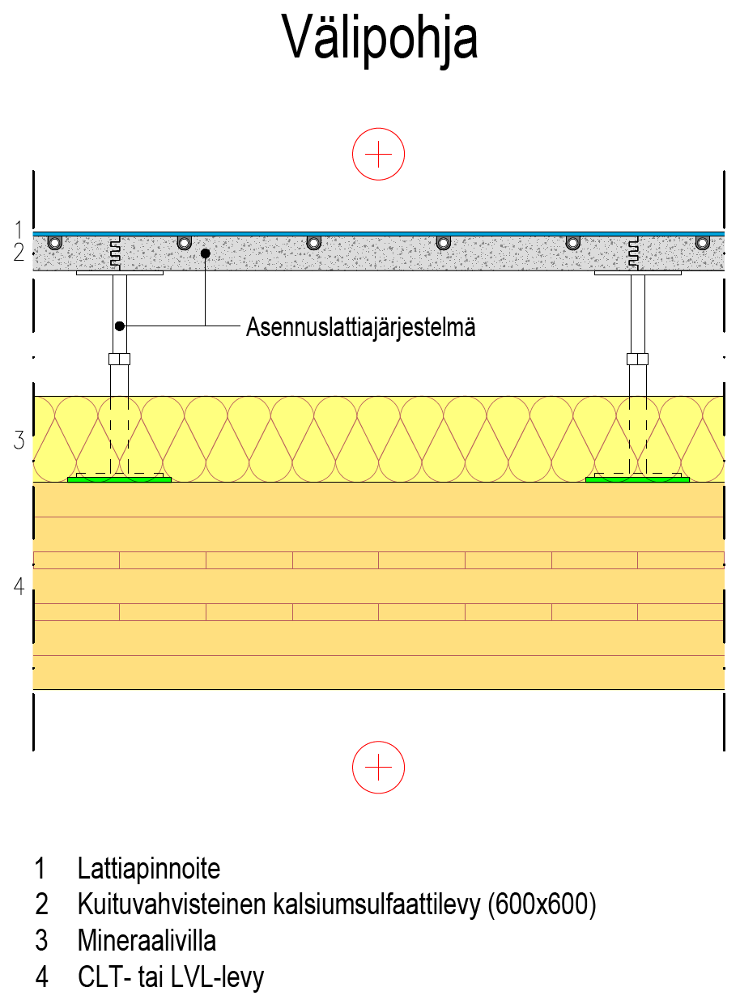 Välipohja
1
2
Asennuslattiajärjestelmä
3
4
1 Lattiapinnoite
2 Kuituvahvisteinen kalsiumsulfaattilevy (600x600)
3 Mineraalivilla
4 CLT- tai LVL-levy